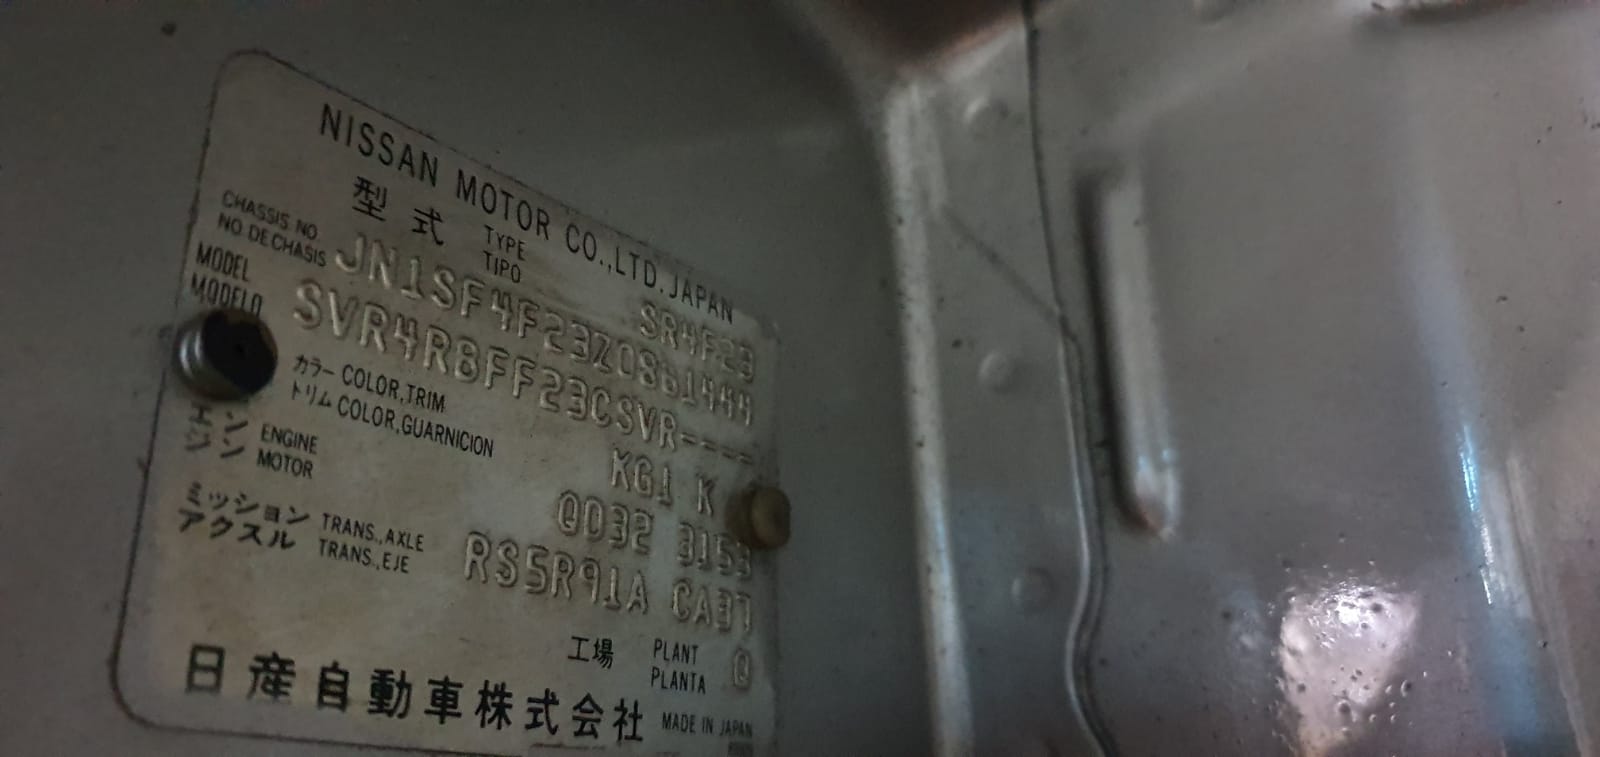 NISSAN MOTOR CO.,LTD.JAPAN
型式 TYPE TIPO SR4F23
CHASSIS NO NO DE CHASIS JN1SF4F23Z0861444
MODEL MODELO SVR4RBFF23CSVR----
カラー COLOR,TRIM KG1 K
トリム COLOR,GUARNICION
エンジン ENGINE MOTOR QD32 3153
ミッション TRANS.,AXLE RS5R91A CA37
アクスル TRANS.,EJE
工場 PLANT PLANTA Q
日産自動車株式会社 MADE IN JAPAN